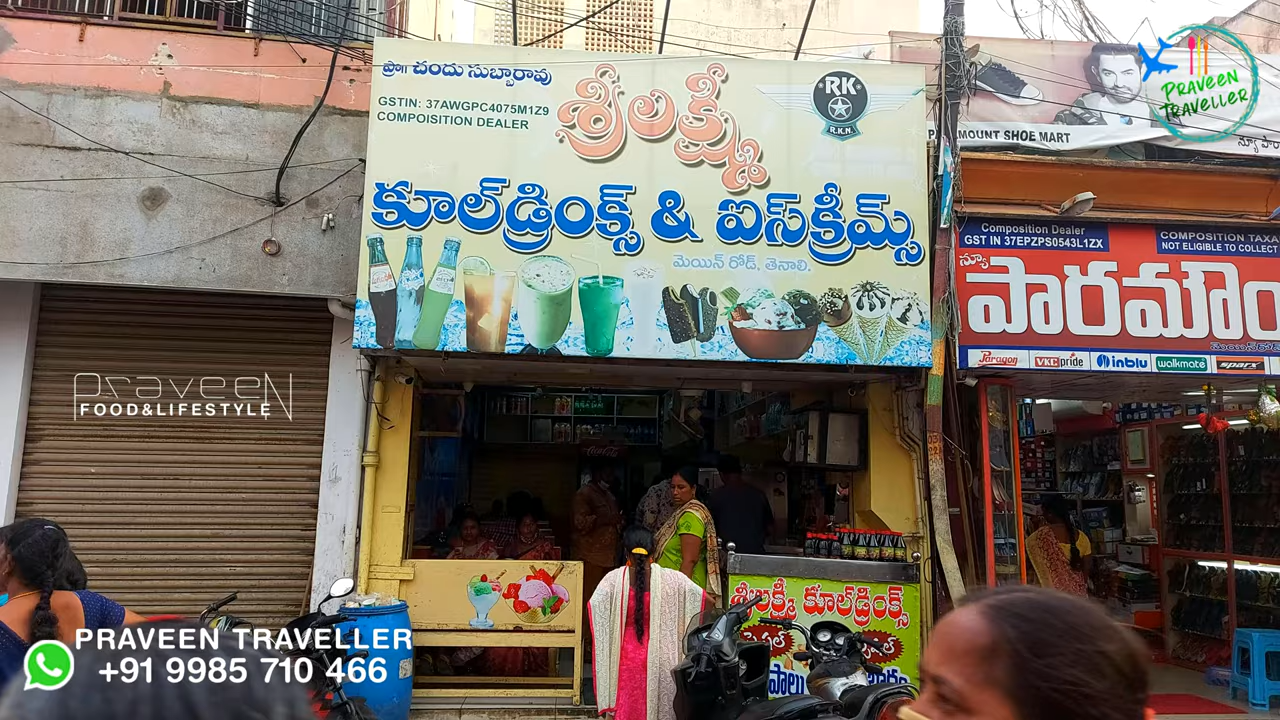 ప్రొ॥ చందు సుబ్బారావు
GSTIN: 37AWGPC4075M1Z9
COMPOISITION DEALER
శ్రీలక్ష్మీ
RK
R.K.N.
కూల్‌డ్రింక్స్ & ఐస్‌క్రీమ్స్
మెయిన్ రోడ్, తెనాలి.
PRAVEEN
TRAVELLER
MOUNT SHOE MART
Composition Dealer
GST IN 37EPZPS0543L1ZX
COMPOSITION TAXA
NOT ELIGIBLE TO COLLECT
న్యూ
పారమౌం
Paragon
VKC pride
inblu
walkmate
sparx
PRAVEEN
FOOD&LIFESTYLE
Coca-Cola
శ్రీలక్ష్మీ కూల్‌డ్రింక్స్
PRAVEEN TRAVELLER
+91 9985 710 466